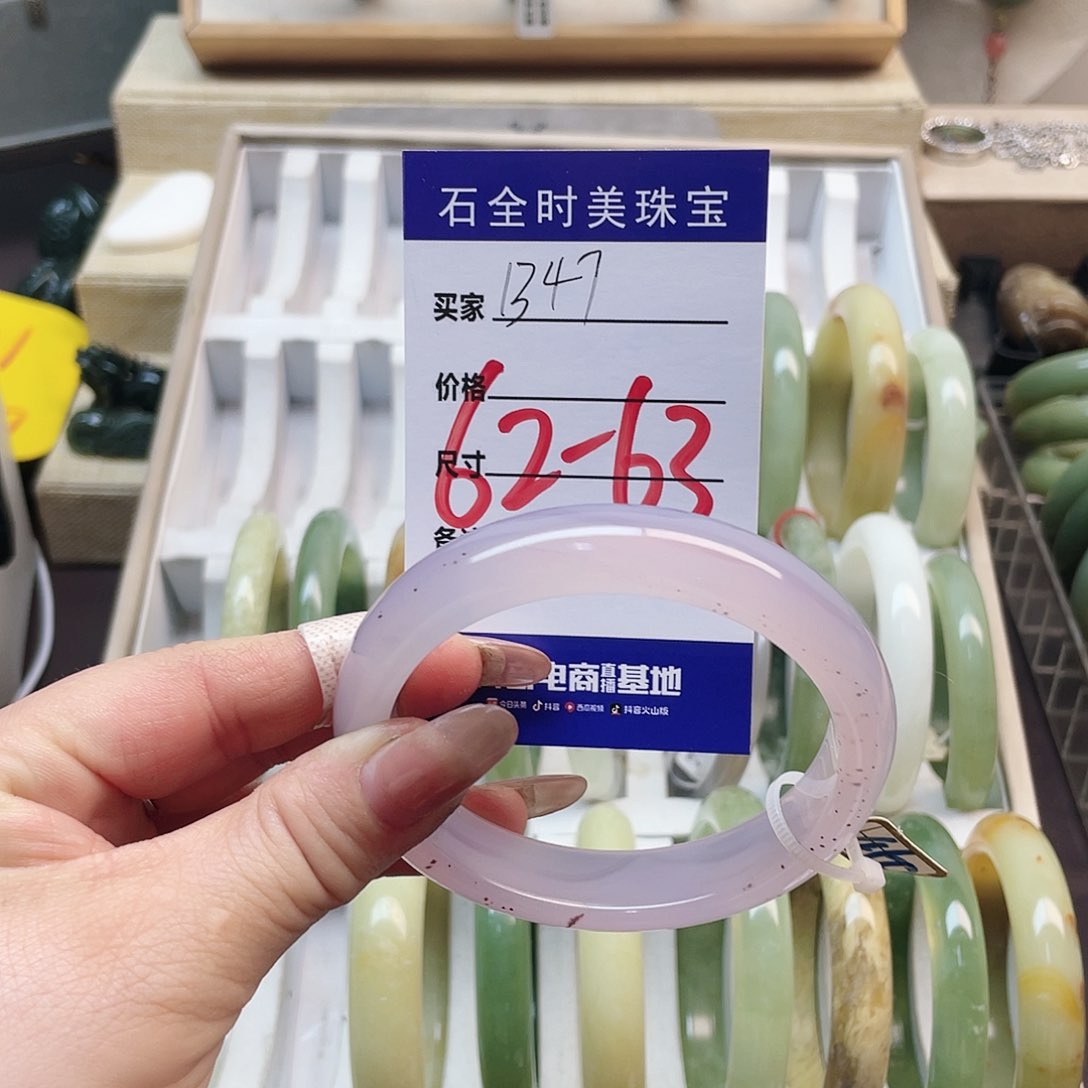 石全时美珠宝
买家 1347
价格
尺寸
62-63
电商直播基地
今日头条 抖音 西瓜视频 抖音火山版